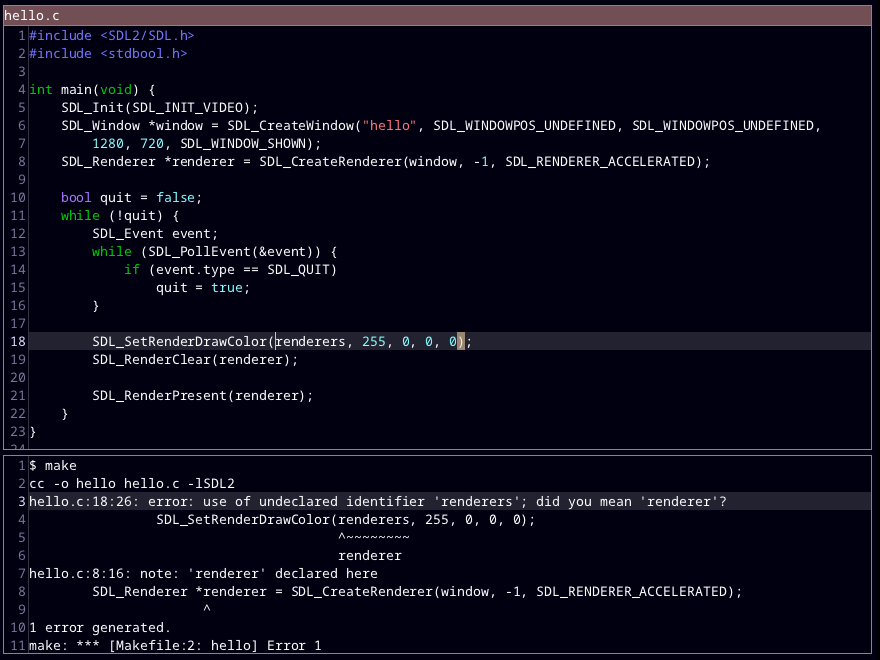 hello.c
1 #include <SDL2/SDL.h>
2 #include <stdbool.h>
3
4 int main(void) {
5     SDL_Init(SDL_INIT_VIDEO);
6     SDL_Window *window = SDL_CreateWindow("hello", SDL_WINDOWPOS_UNDEFINED, SDL_WINDOWPOS_UNDEFINED,
7         1280, 720, SDL_WINDOW_SHOWN);
8     SDL_Renderer *renderer = SDL_CreateRenderer(window, -1, SDL_RENDERER_ACCELERATED);
9
10     bool quit = false;
11     while (!quit) {
12         SDL_Event event;
13         while (SDL_PollEvent(&event)) {
14             if (event.type == SDL_QUIT)
15                 quit = true;
16         }
17
18         SDL_SetRenderDrawColor(renderers, 255, 0, 0, 0);
19         SDL_RenderClear(renderer);
20
21         SDL_RenderPresent(renderer);
22     }
23 }
24
1 $ make
2 cc -o hello hello.c -lSDL2
3 hello.c:18:26: error: use of undeclared identifier 'renderers'; did you mean 'renderer'?
4                 SDL_SetRenderDrawColor(renderers, 255, 0, 0, 0);
5                                        ^~~~~~~~~
6                                        renderer
7 hello.c:8:16: note: 'renderer' declared here
8         SDL_Renderer *renderer = SDL_CreateRenderer(window, -1, SDL_RENDERER_ACCELERATED);
9                       ^
10 1 error generated.
11 make: *** [Makefile:2: hello] Error 1